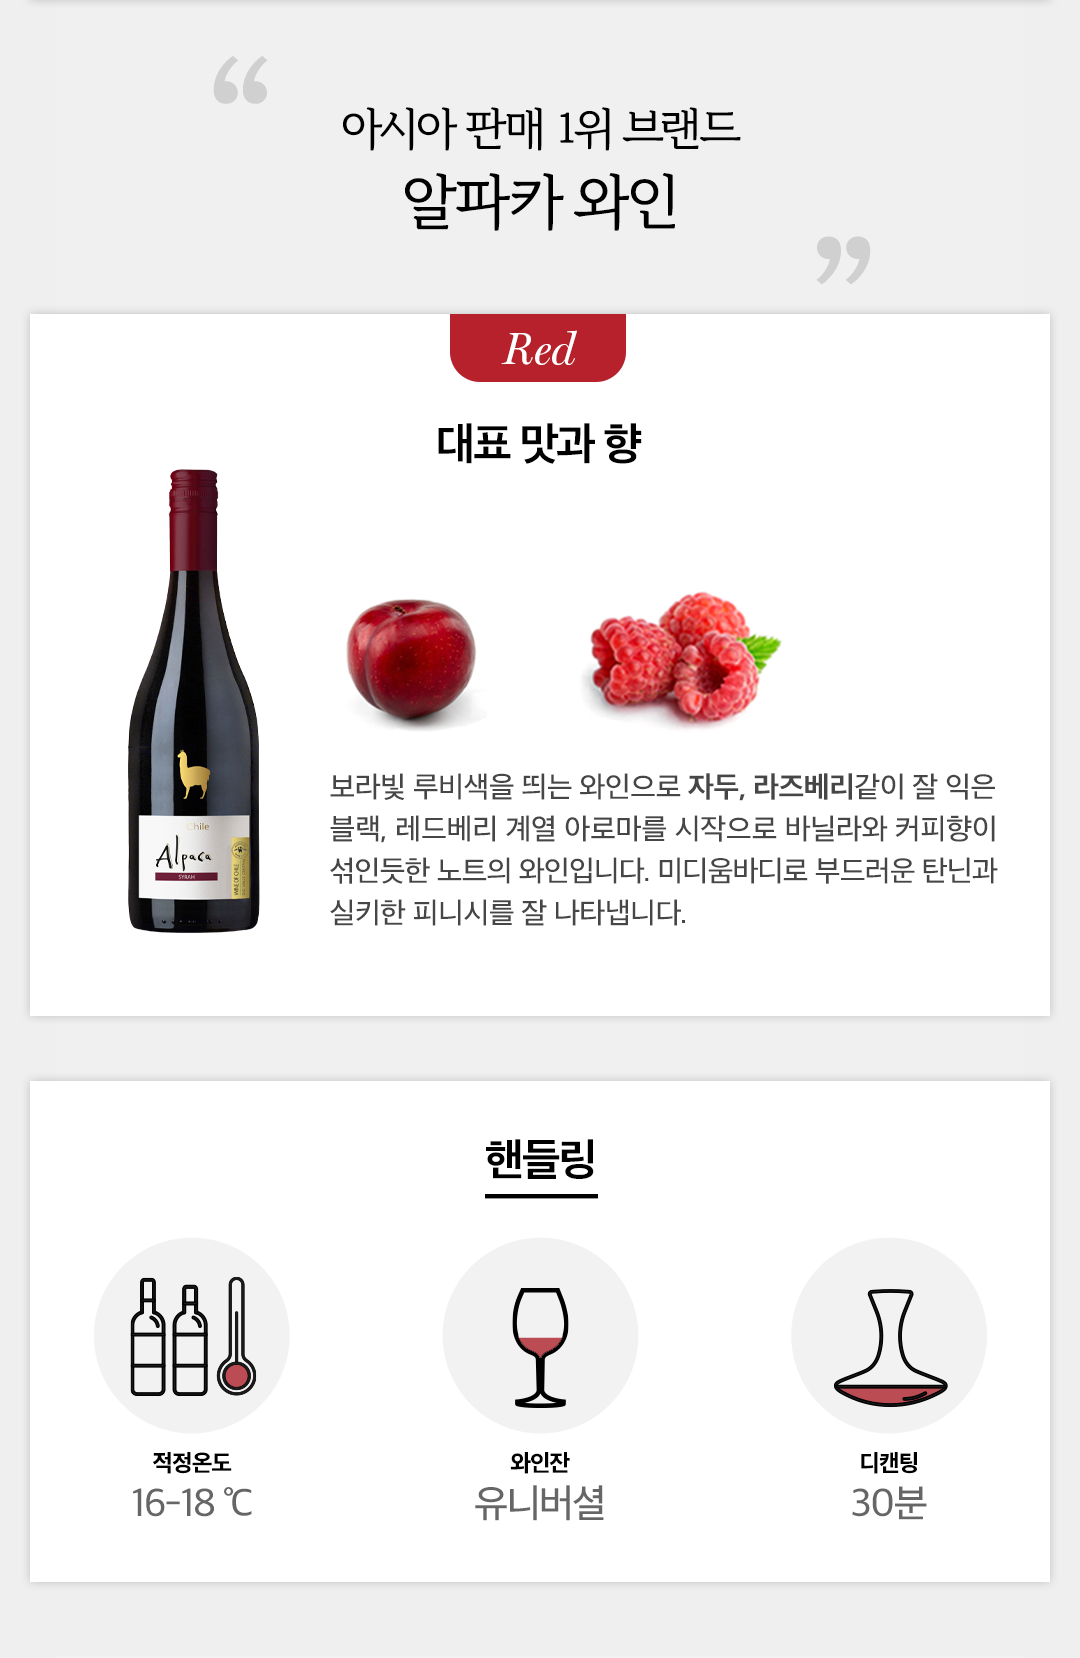 “
아시아 판매 1위 브랜드
알파카 와인
”
Red
대표 맛과 향
보라빛 루비색을 띄는 와인으로 자두, 라즈베리같이 잘 익은
블랙, 레드베리 계열 아로마를 시작으로 바닐라와 커피향이
섞인듯한 노트의 와인입니다. 미디움바디로 부드러운 탄닌과
실키한 피니시를 잘 나타냅니다.
Chile
Alpaca
SYRAH
WINE OF CHILE
핸들링
적정온도
16-18 ℃
와인잔
유니버셜
디캔팅
30분